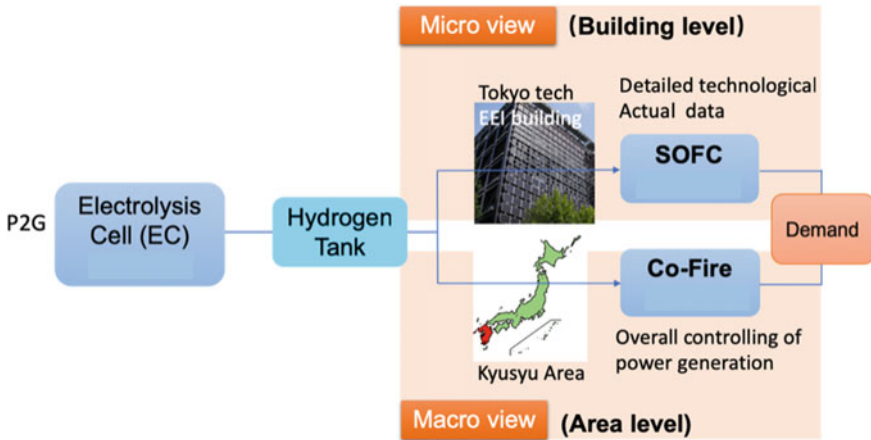 Micro view
(Building level)
Tokyo tech
EEI building
Detailed technological
Actual data
SOFC
P2G
Electrolysis
Cell (EC)
Hydrogen
Tank
Demand
Co-Fire
Overall controlling of
power generation
Kyusyu Area
Macro view
(Area level)